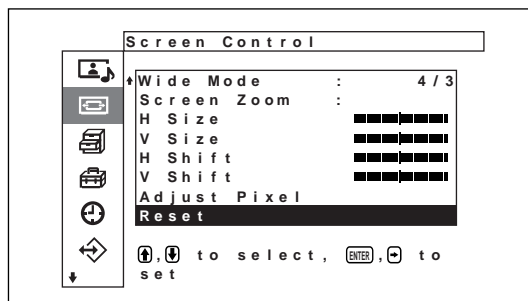 Screen Control
Wide Mode : 4/3
Screen Zoom :
H Size
V Size
H Shift
V Shift
Adjust Pixel
Reset
↑,↓ to select, ENTER,→ to
set